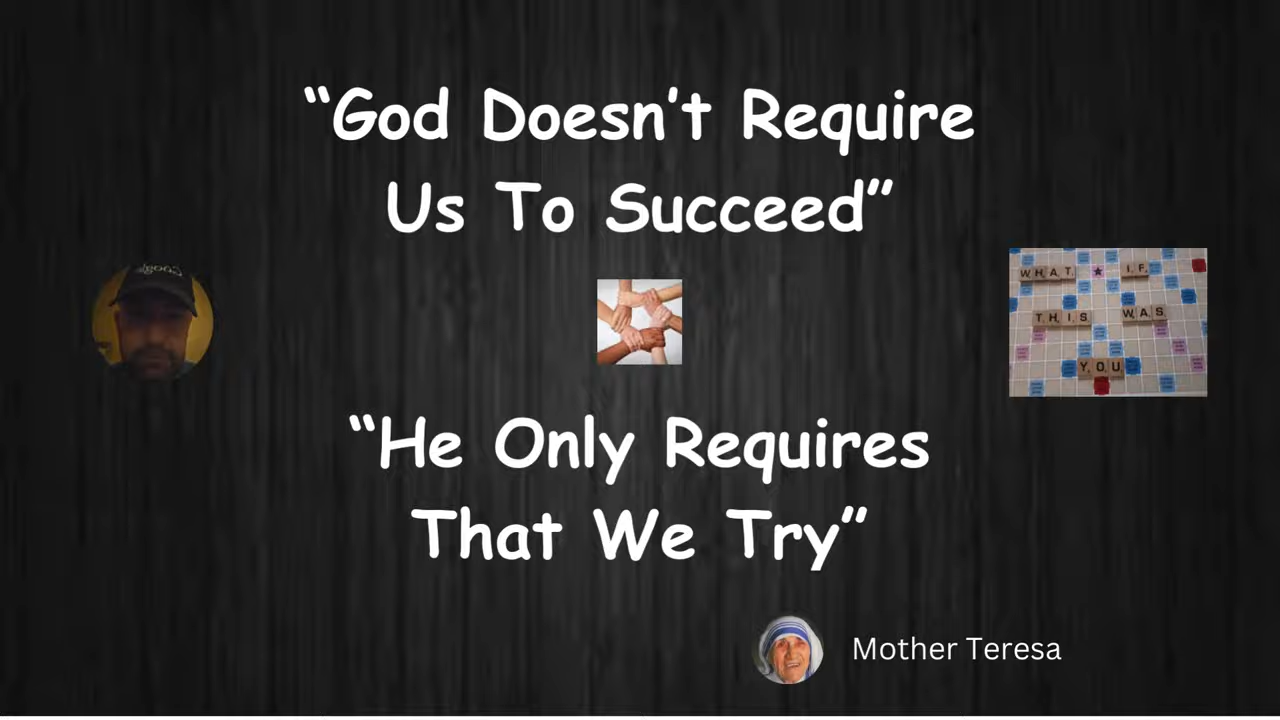 “God Doesn’t Require
Us To Succeed”
WHAT IF
THIS WAS
YOU
“He Only Requires
That We Try”
Mother Teresa